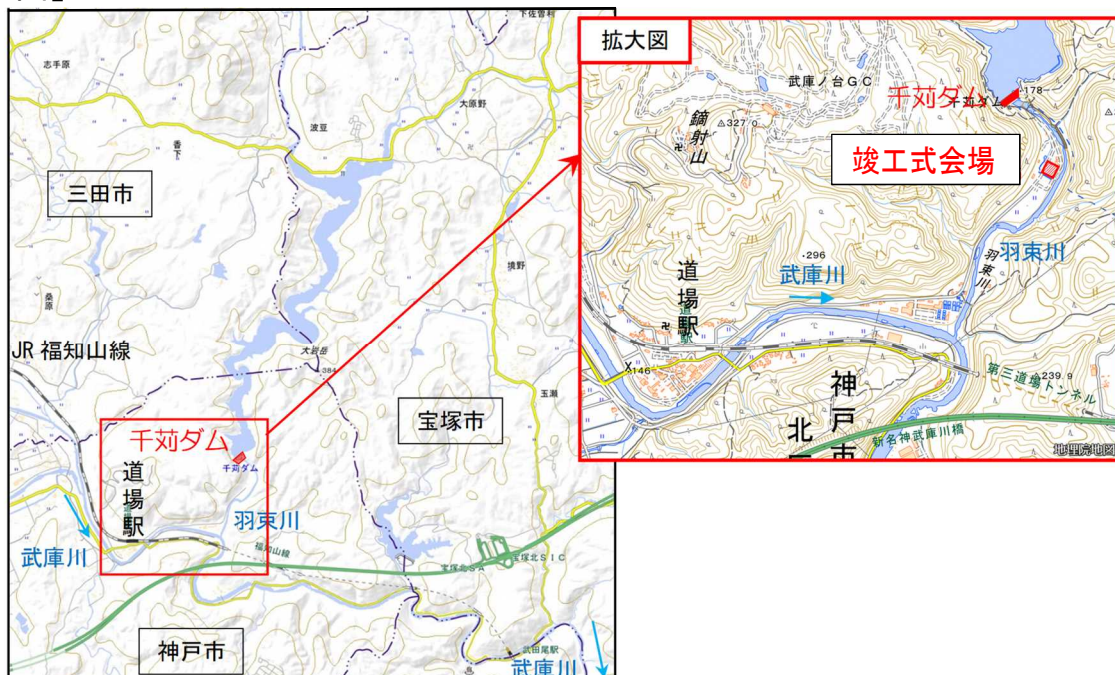 下佐曽利
志手原
大原野
波豆
香下
三田市
境野
桑原
JR 福知山線
大岩岳
384
玉瀬
宝塚市
千苅ダム
千苅ダム
道場駅
羽束川
武庫川
福知山線
宝塚北SA
宝塚北SIC
神戸市
武田尾駅
武庫川
拡大図
武庫ノ台GC
千苅ダム
千苅ダム
178
鏑射山
327.0
竣工式会場
羽束川
羽束川
296
武庫川
道場駅
146
239.9
第三道場トンネル
神戸市
北
新名神武庫川橋
地理院地図